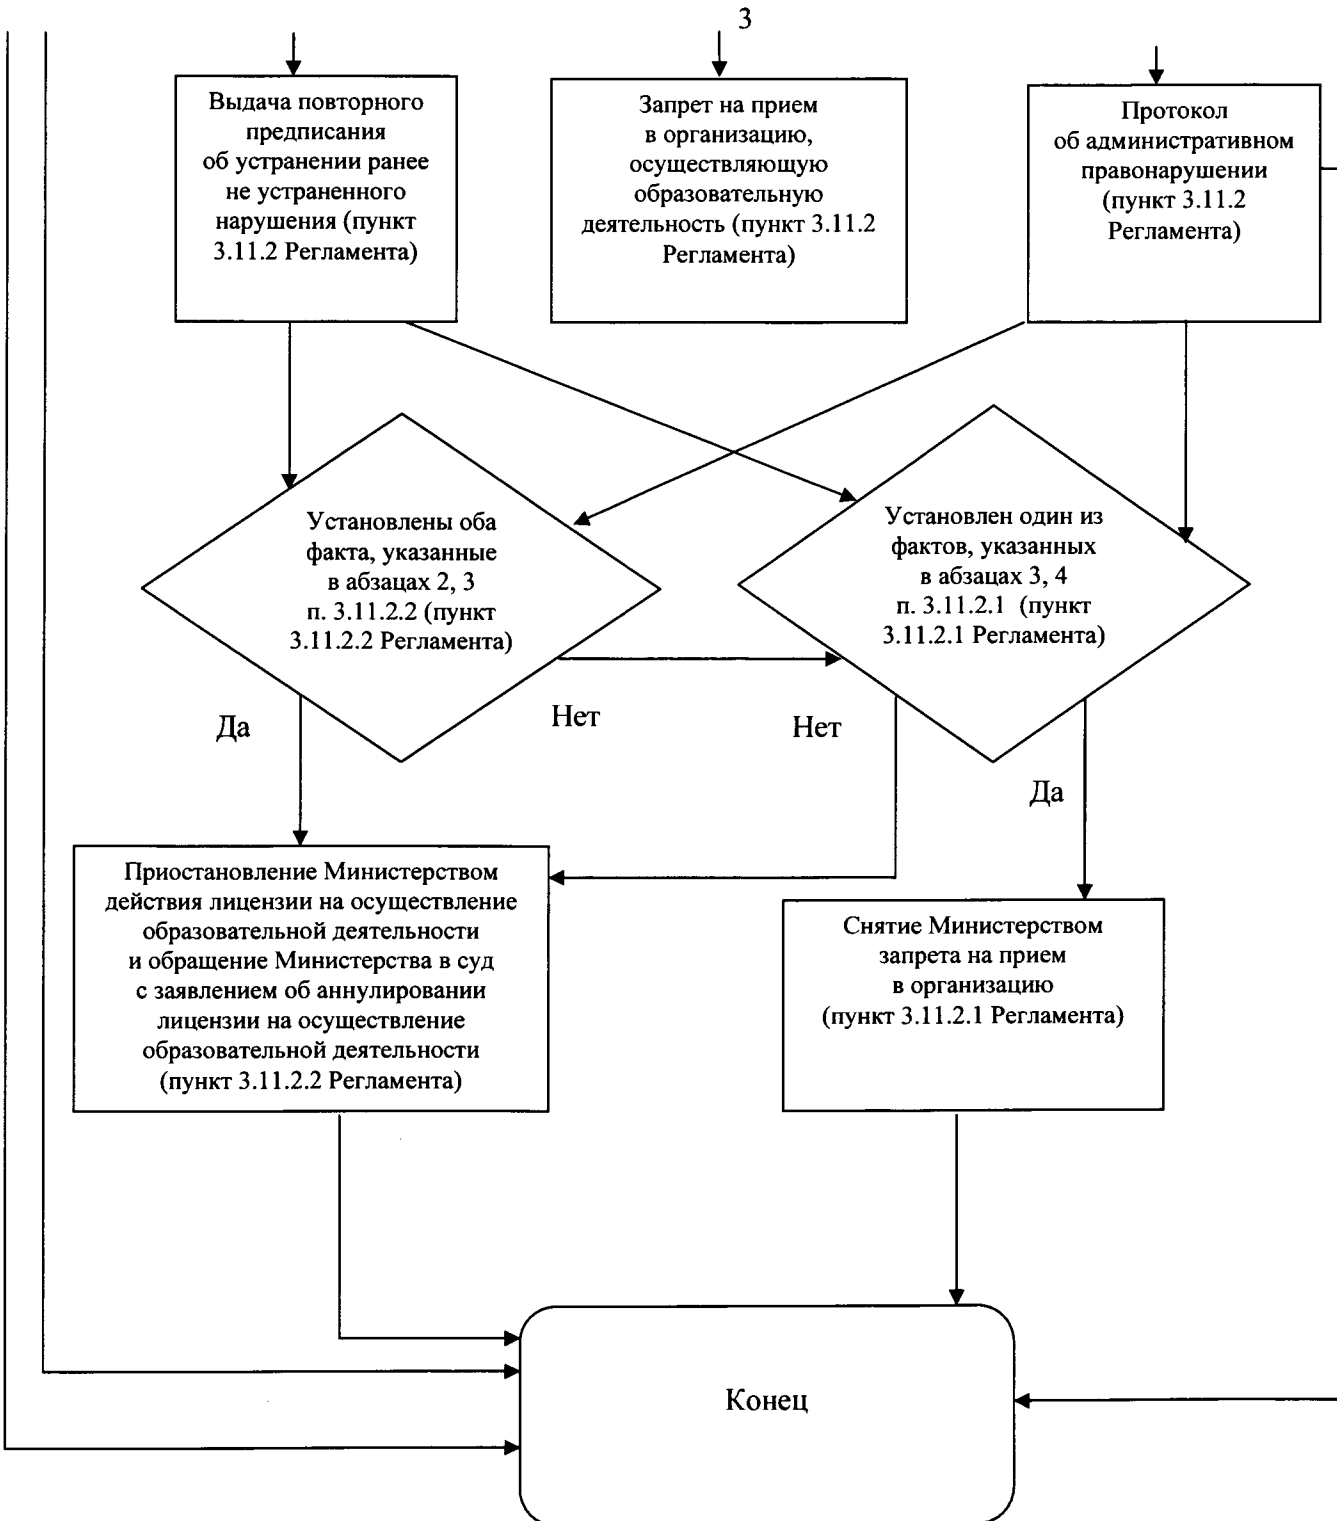 3
Выдача повторного
предписания
об устранении ранее
не устраненного
нарушения (пункт
3.11.2 Регламента)
Запрет на прием
в организацию,
осуществляющую
образовательную
деятельность (пункт 3.11.2
Регламента)
Протокол
об административном
правонарушении
(пункт 3.11.2
Регламента)
Установлены оба
факта, указанные
в абзацах 2, 3
п. 3.11.2.2 (пункт
3.11.2.2 Регламента)
Установлен один из
фактов, указанных
в абзацах 3, 4
п. 3.11.2.1 (пункт
3.11.2.1 Регламента)
Да
Нет
Нет
Да
Приостановление Министерством
действия лицензии на осуществление
образовательной деятельности
и обращение Министерства в суд
с заявлением об аннулировании
лицензии на осуществление
образовательной деятельности
(пункт 3.11.2.2 Регламента)
Снятие Министерством
запрета на прием
в организацию
(пункт 3.11.2.1 Регламента)
Конец